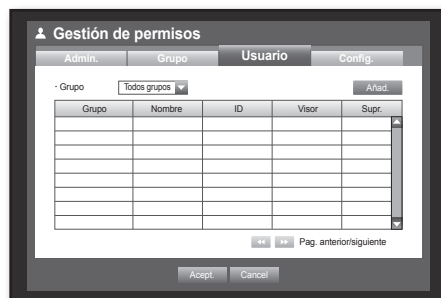 Gestión de permisos
Admin. Grupo Usuario Config.
· Grupo Todos grupos Añad.
Grupo Nombre ID Visor Supr.
Pag. anterior/siguiente
Acept. Cancel